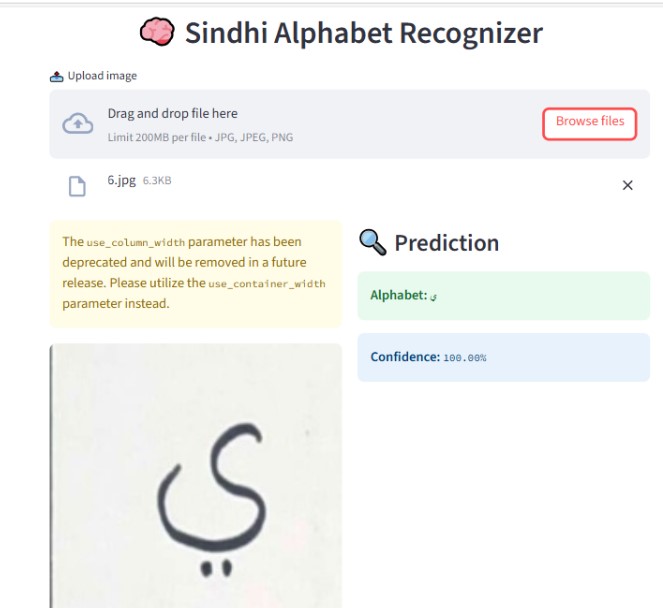 🧠 Sindhi Alphabet Recognizer
📤 Upload image
Drag and drop file here
Limit 200MB per file • JPG, JPEG, PNG
Browse files
6.jpg 6.3KB
The use_column_width parameter has been
deprecated and will be removed in a future
release. Please utilize the use_container_width
parameter instead.
ي
🔍 Prediction
Alphabet: ي
Confidence: 100.00%